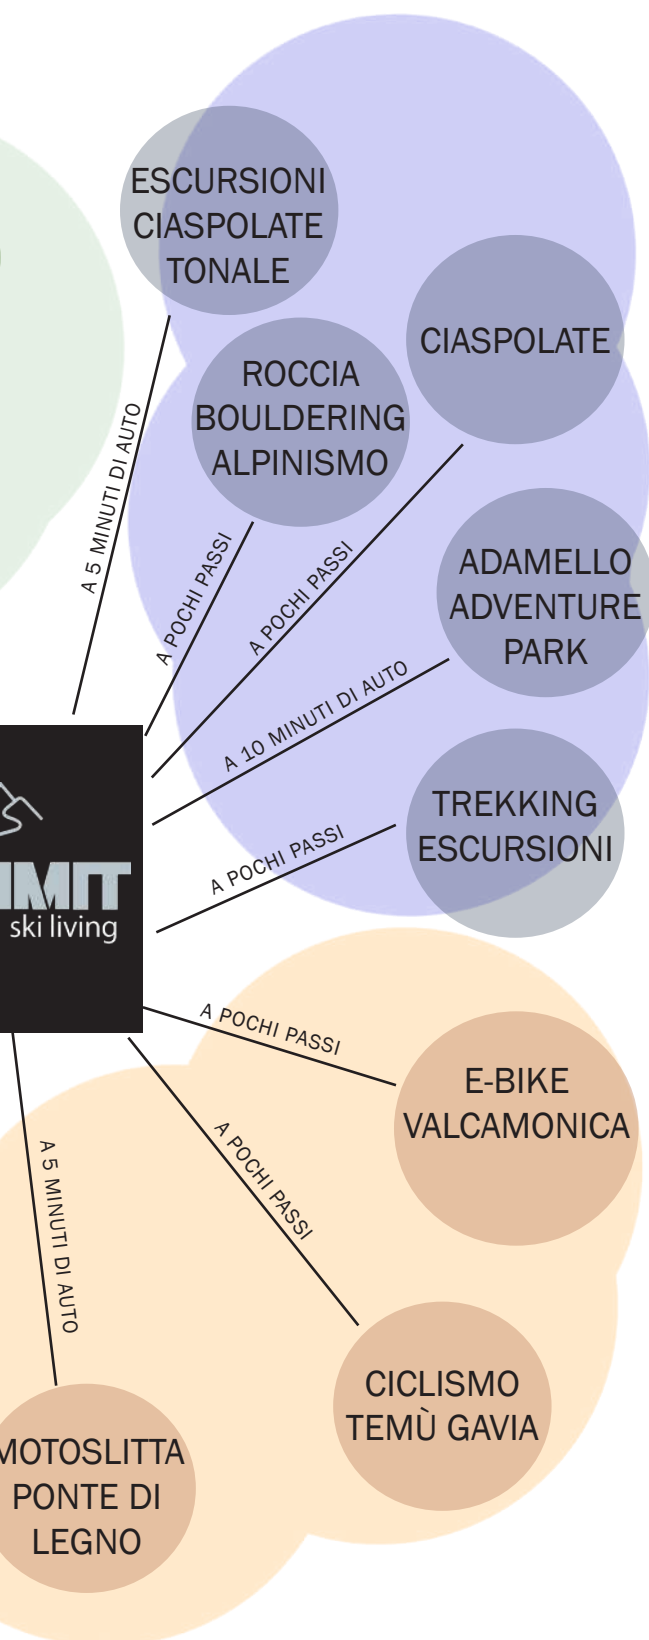 ESCURSIONI
CIASPOLATE
TONALE
CIASPOLATE
ROCCIA
BOULDERING
ALPINISMO
A 5 MINUTI DI AUTO
A POCHI PASSI
A POCHI PASSI
ADAMELLO
ADVENTURE
PARK
A 10 MINUTI DI AUTO
TREKKING
ESCURSIONI
A POCHI PASSI
IMIT
ski living
A POCHI PASSI
E-BIKE
VALCAMONICA
A POCHI PASSI
A 5 MINUTI DI AUTO
CICLISMO
TEMÙ GAVIA
MOTOSLITTA
PONTE DI
LEGNO